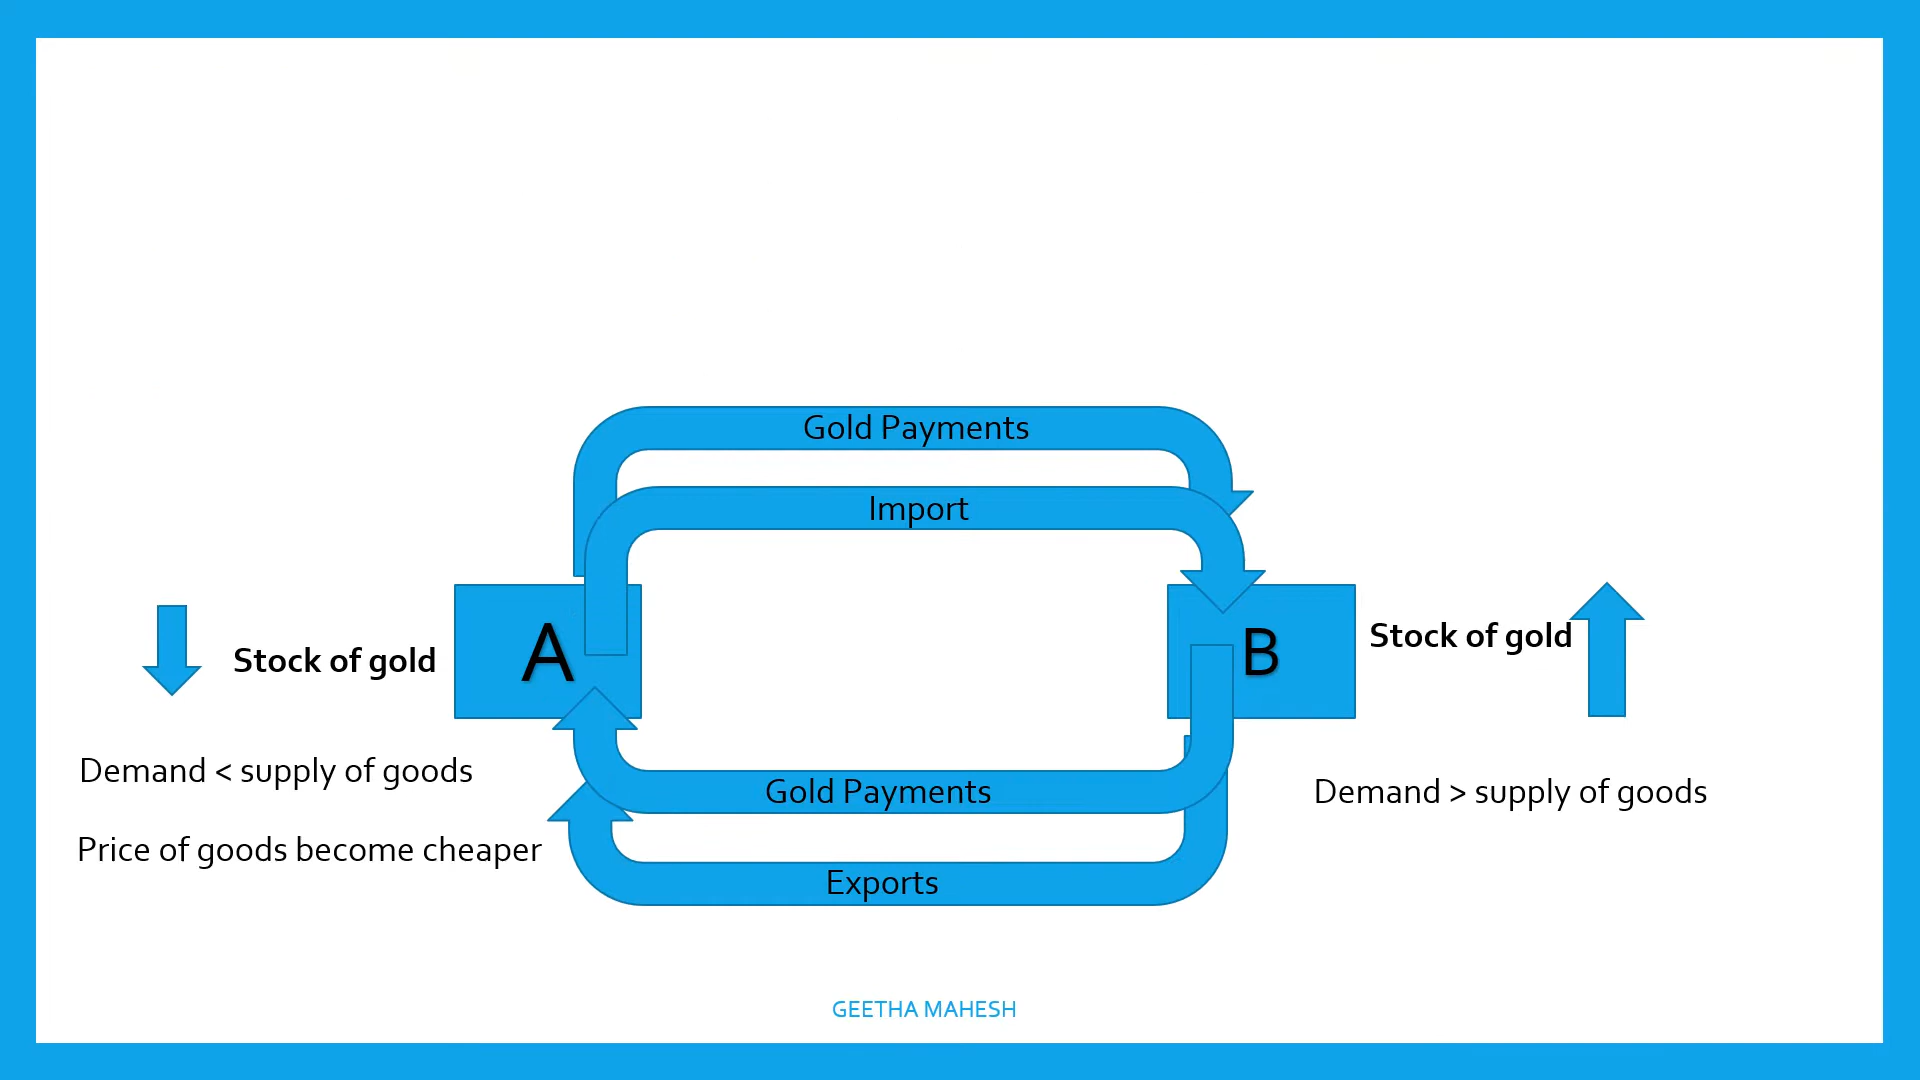 Gold Payments
Import
A
B
Stock of gold
Stock of gold
Demand < supply of goods
Gold Payments
Demand > supply of goods
Price of goods become cheaper
Exports
GEETHA MAHESH